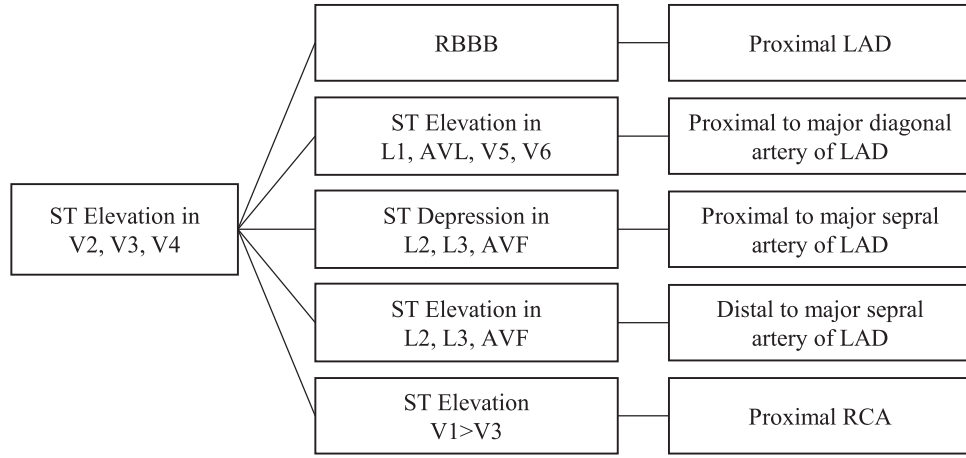 ST Elevation in
V2, V3, V4
RBBB
Proximal LAD
ST Elevation in
L1, AVL, V5, V6
Proximal to major diagonal
artery of LAD
ST Depression in
L2, L3, AVF
Proximal to major sepral
artery of LAD
ST Elevation in
L2, L3, AVF
Distal to major sepral
artery of LAD
ST Elevation
V1>V3
Proximal RCA